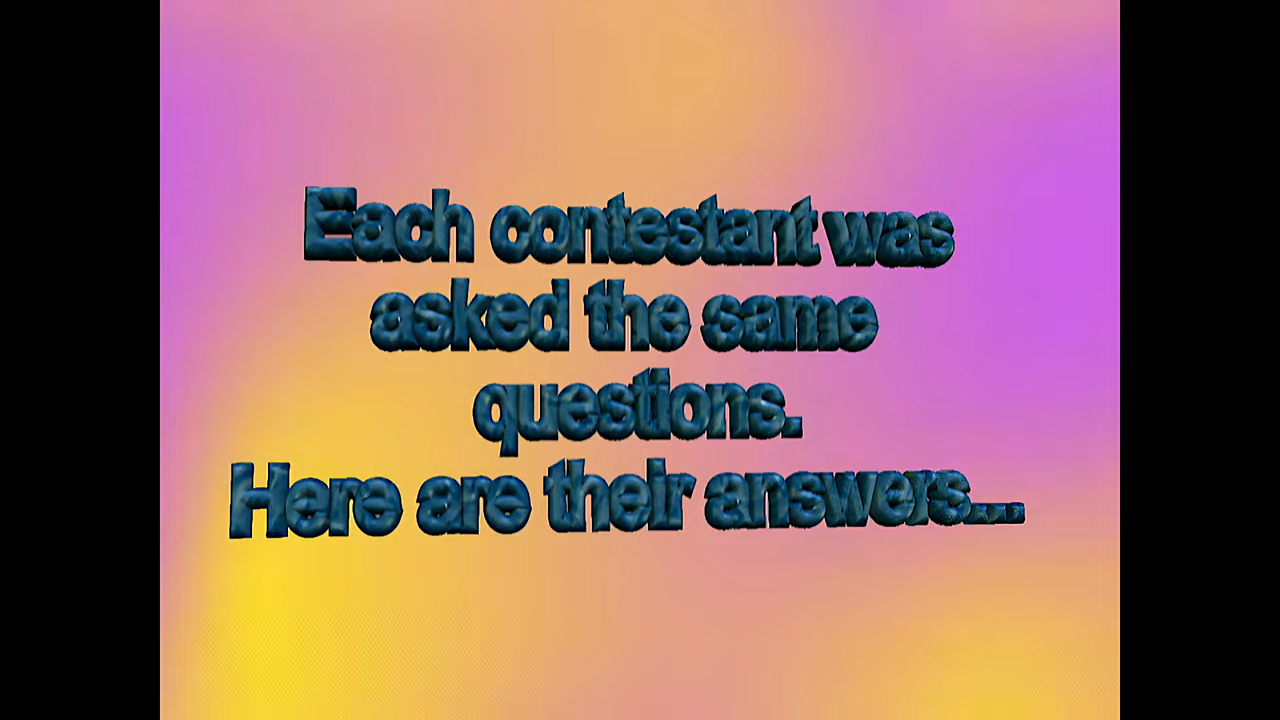 Each contestant was
asked the same
questions.
Here are their answers...